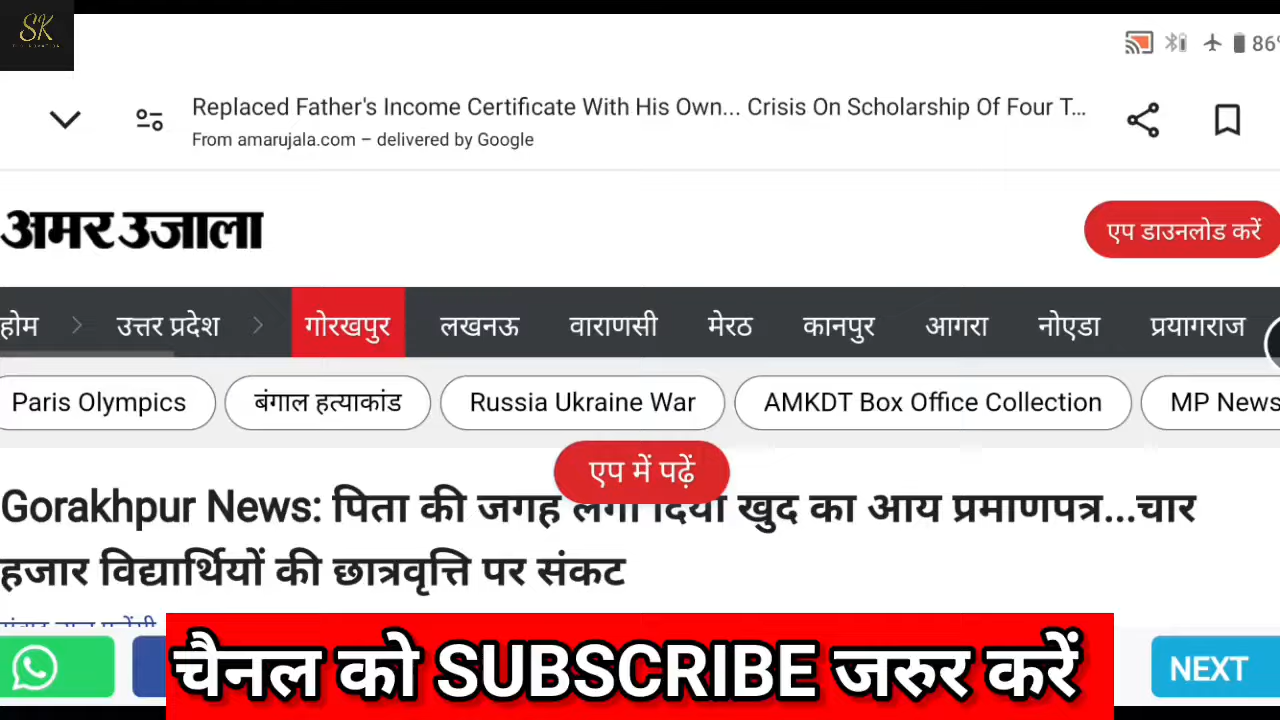 SK
86
Replaced Father's Income Certificate With His Own... Crisis On Scholarship Of Four T...
From amarujala.com – delivered by Google
अमर उजाला
एप डाउनलोड करें
होम > उत्तर प्रदेश > गोरखपुर लखनऊ वाराणसी मेरठ कानपुर आगरा नोएडा प्रयागराज
Paris Olympics बंगाल हत्याकांड Russia Ukraine War AMKDT Box Office Collection MP News
एप में पढ़ें
Gorakhpur News: पिता की जगह लगा दिया खुद का आय प्रमाणपत्र...चार
हजार विद्यार्थियों की छात्रवृत्ति पर संकट
चैनल को SUBSCRIBE जरुर करें
NEXT